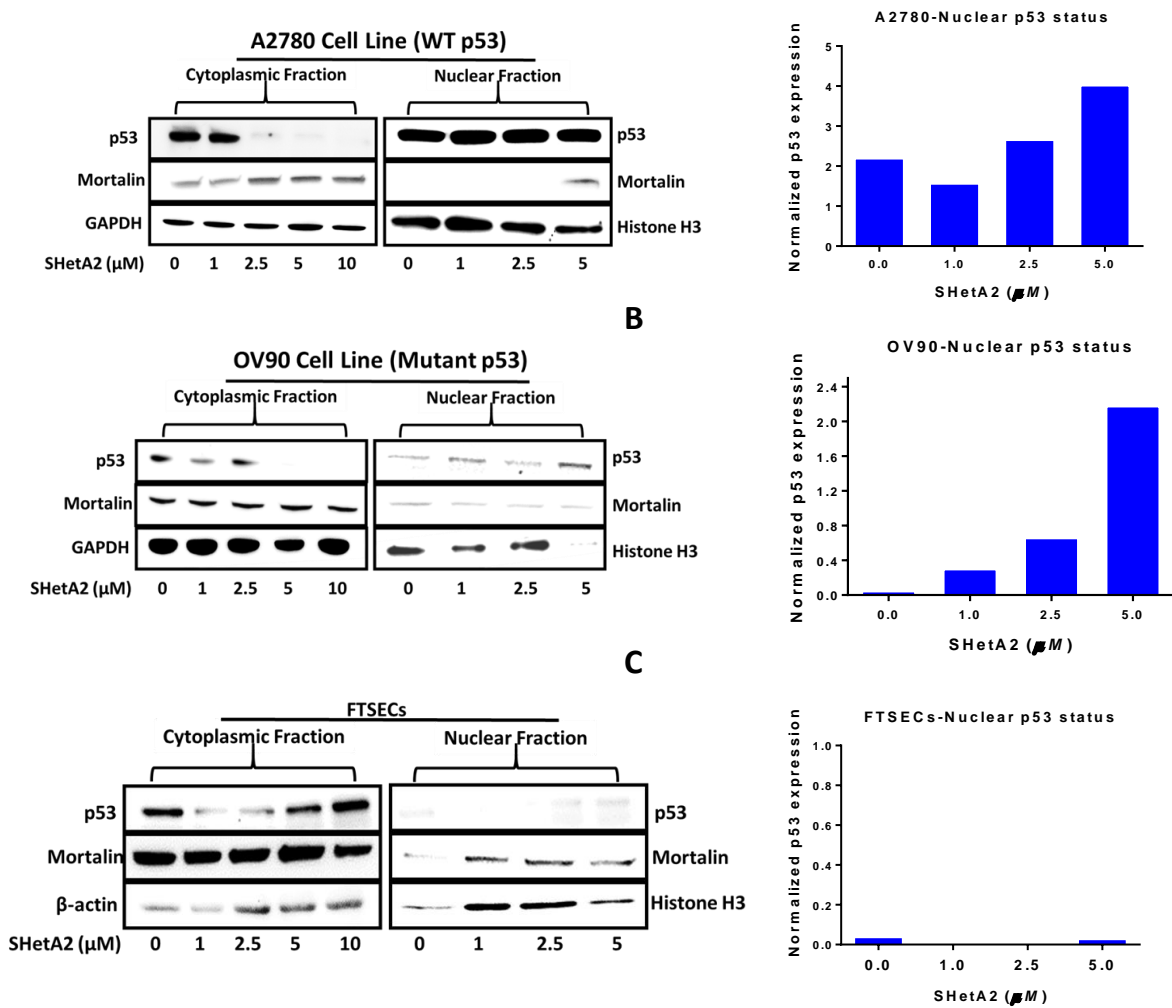 A2780 Cell Line (WT p53)
Cytoplasmic Fraction
Nuclear Fraction
p53
p53
Mortalin
Mortalin
GAPDH
Histone H3
SHetA2 (μM) 0 1 2.5 5 10 0 1 2.5 5
A2780-Nuclear p53 status
Normalized p53 expression
5
4
3
2
1
0
0.0 1.0 2.5 5.0
SHetA2 (μM)
B
OV90 Cell Line (Mutant p53)
Cytoplasmic Fraction
Nuclear Fraction
p53
p53
Mortalin
Mortalin
GAPDH
Histone H3
SHetA2 (μM) 0 1 2.5 5 10 0 1 2.5 5
OV90-Nuclear p53 status
Normalized p53 expression
2.4
2.0
1.6
1.2
0.8
0.4
0.0
0.0 1.0 2.5 5.0
SHetA2 (μM)
C
FTSECs
Cytoplasmic Fraction
Nuclear Fraction
p53
p53
Mortalin
Mortalin
β-actin
Histone H3
SHetA2 (μM) 0 1 2.5 5 10 0 1 2.5 5
FTSECs-Nuclear p53 status
Normalized p53 expression
1.0
0.8
0.6
0.4
0.2
0.0
0.0 1.0 2.5 5.0
SHetA2 (μM)